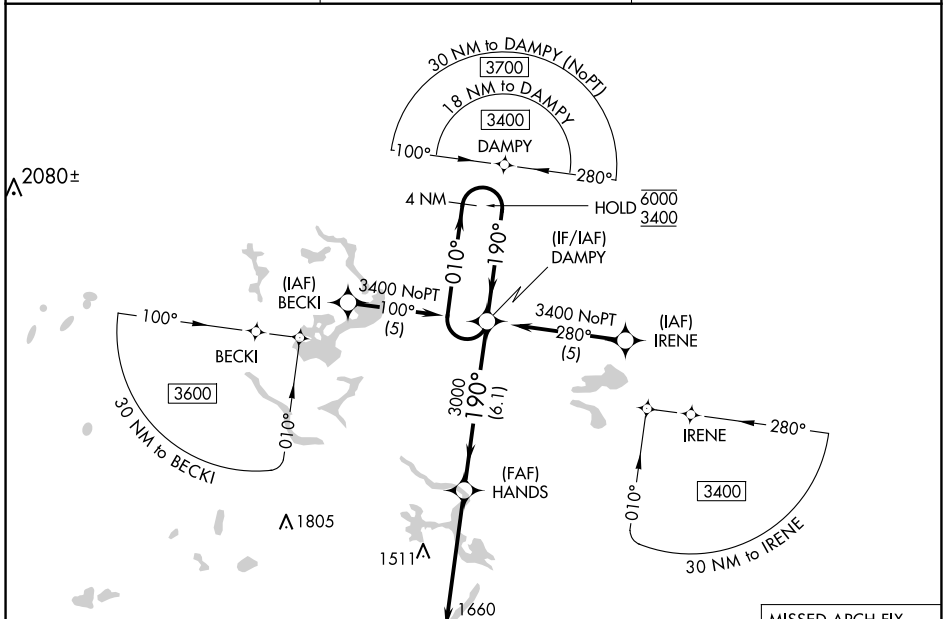 30 NM to DAMPY (NoPT)
3700
18 NM to DAMPY
3400
DAMPY
100°
280°
2080±
4 NM
HOLD 6000
3400
010°
190°
(IF/IAF)
DAMPY
(IAF)
BECKI
3400 NoPT
100°
(5)
3400 NoPT
280°
(5)
(IAF)
IRENE
100°
BECKI
3600
010°
30 NM to BECKI
3000
190°
(6.1)
IRENE
280°
010°
3400
30 NM to IRENE
(FAF)
HANDS
1805
1511
1660
MISSED APCH FIX